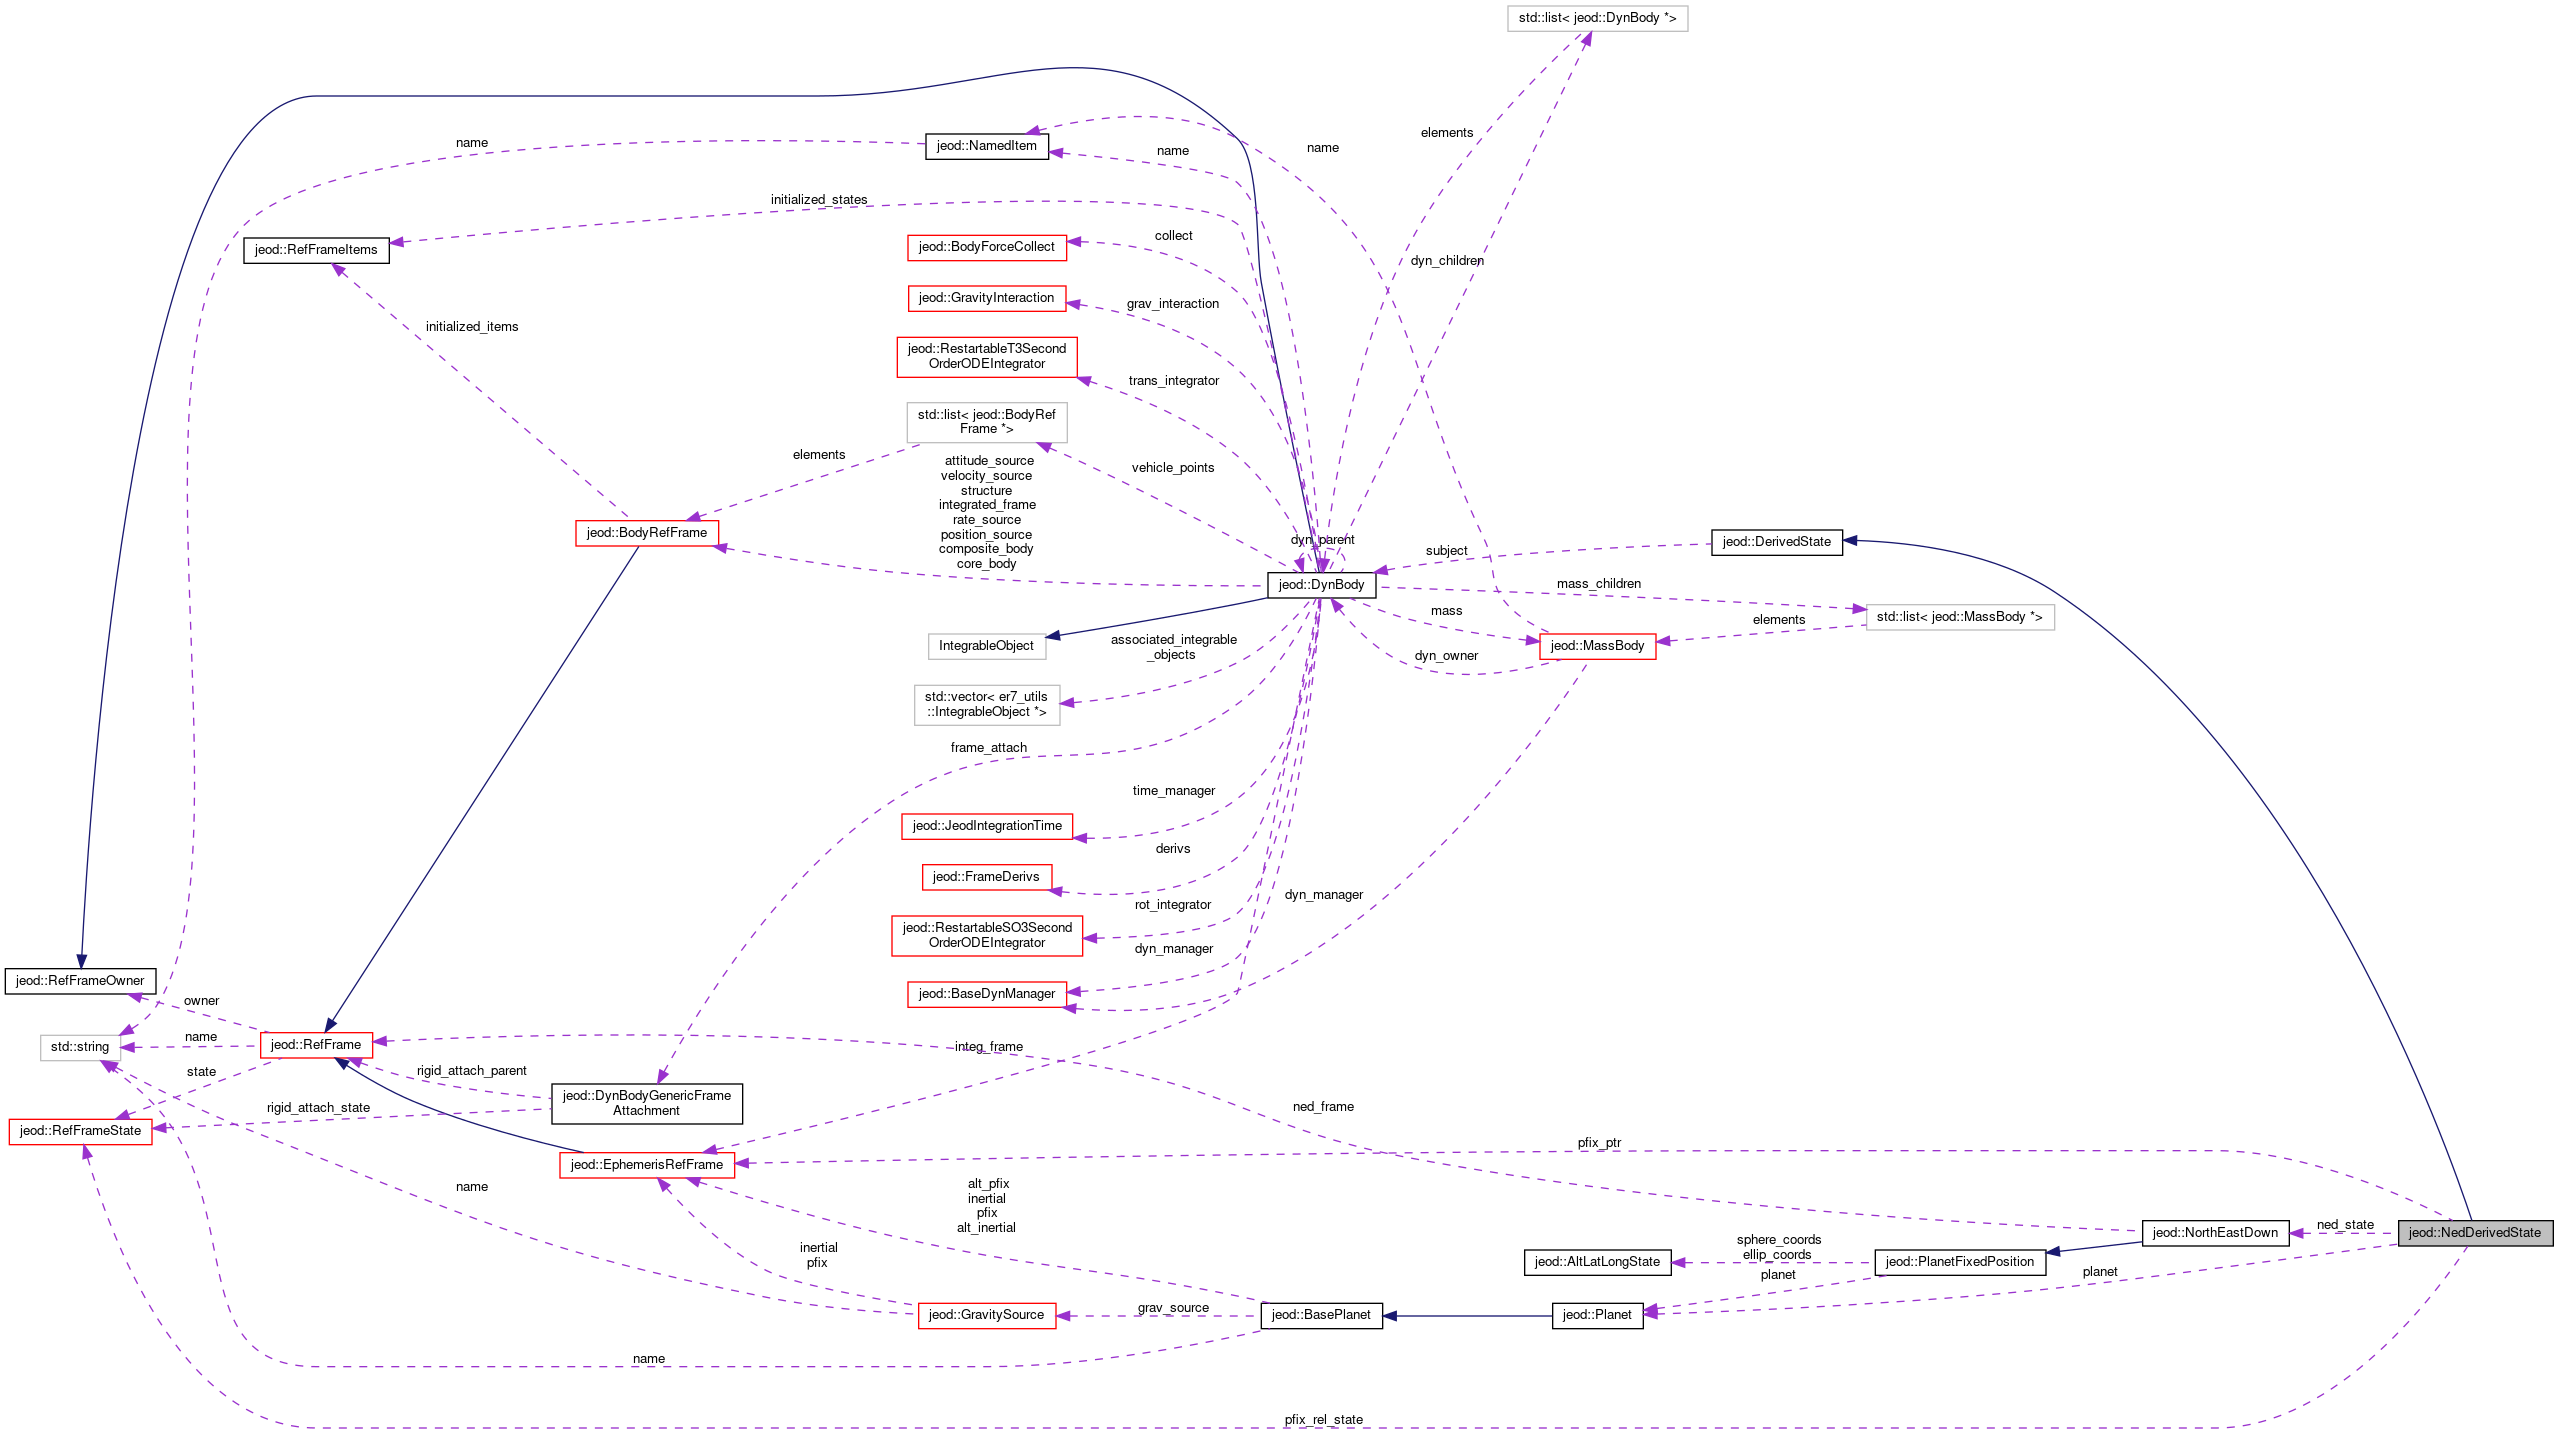 std::list< jeod::DynBody *>
elements
dyn_children
name
jeod::NamedItem
name
name
initialized_states
jeod::RefFrameItems
jeod::BodyForceCollect
collect
jeod::GravityInteraction
grav_interaction
initialized_items
jeod::RestartableT3Second
OrderODEIntegrator
trans_integrator
std::list< jeod::BodyRef
Frame *>
elements
vehicle_points
attitude_source
velocity_source
structure
integrated_frame
rate_source
position_source
composite_body
core_body
jeod::BodyRefFrame
dyn_parent
jeod::DynBody
subject
jeod::DerivedState
mass_children
std::list< jeod::MassBody *>
elements
mass
jeod::MassBody
dyn_owner
IntegrableObject
associated_integrable
_objects
std::vector< er7_utils
::IntegrableObject *>
frame_attach
time_manager
jeod::JeodIntegrationTime
derivs
jeod::FrameDerivs
rot_integrator
jeod::RestartableSO3Second
OrderODEIntegrator
dyn_manager
dyn_manager
jeod::BaseDynManager
jeod::RefFrameOwner
owner
std::string
name
jeod::RefFrame
integ_frame
state
rigid_attach_parent
jeod::DynBodyGenericFrame
Attachment
rigid_attach_state
ned_frame
jeod::RefFrameState
pfix_ptr
jeod::EphemerisRefFrame
name
alt_pfix
inertial
pfix
alt_inertial
inertial
pfix
jeod::AltLatLongState
sphere_coords
ellip_coords
planet
jeod::PlanetFixedPosition
jeod::NorthEastDown
ned_state
jeod::NedDerivedState
planet
jeod::GravitySource
grav_source
jeod::BasePlanet
jeod::Planet
name
pfix_rel_state